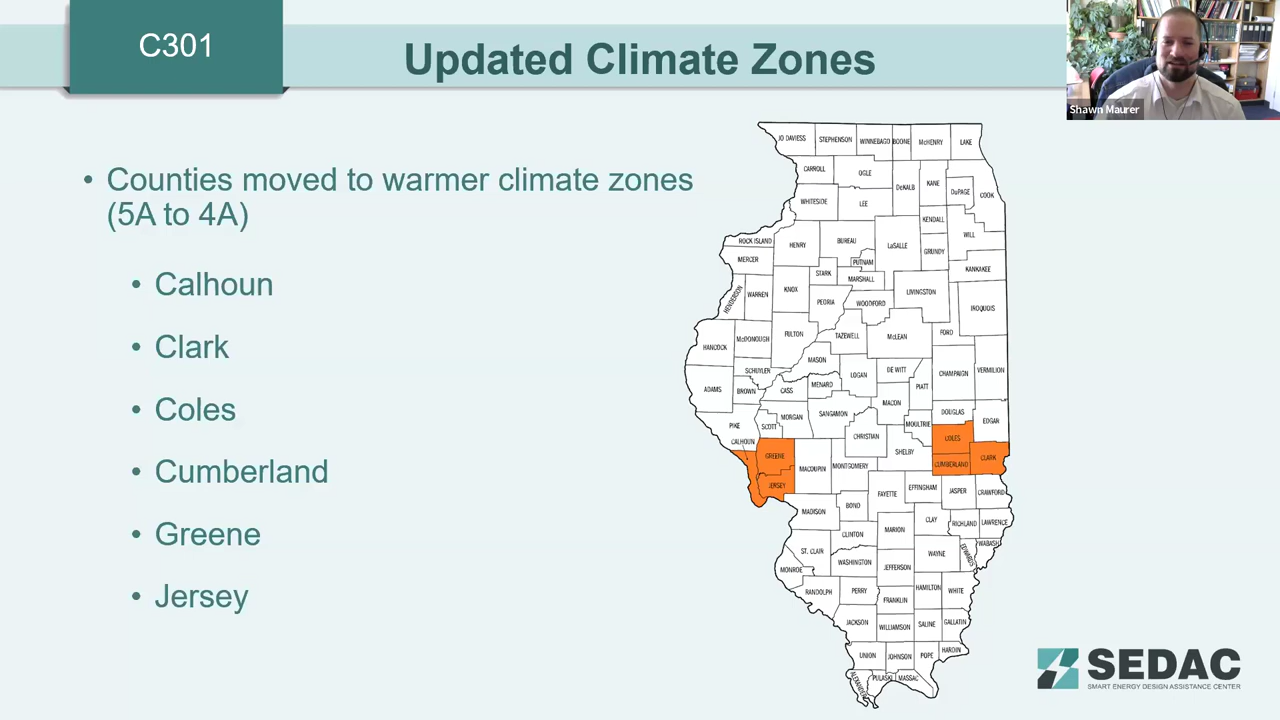 C301
Updated Climate Zones
Shawn Maurer
• Counties moved to warmer climate zones
(5A to 4A)
• Calhoun
• Clark
• Coles
• Cumberland
• Greene
• Jersey
JO DAVIESS STEPHENSON WINNEBAGO BOONE McHENRY LAKE
CARROLL OGLE DeKALB KANE DuPAGE COOK
WHITESIDE LEE KENDALL WILL
ROCK ISLAND HENRY BUREAU LaSALLE GRUNDY
MERCER PUTNAM KANKAKEE
STARK MARSHALL
HENDERSON WARREN KNOX PEORIA WOODFORD LIVINGSTON IROQUOIS
HANCOCK McDONOUGH FULTON TAZEWELL McLEAN FORD
MASON
SCHUYLER LOGAN DE WITT CHAMPAIGN VERMILION
ADAMS BROWN CASS MENARD PIATT
MACON
PIKE SCOTT MORGAN SANGAMON MOULTRIE DOUGLAS EDGAR
CALHOUN CHRISTIAN COLES
GREENE MACOUPIN MONTGOMERY SHELBY CUMBERLAND CLARK
JERSEY FAYETTE EFFINGHAM JASPER CRAWFORD
MADISON BOND
CLINTON MARION CLAY RICHLAND LAWRENCE
ST. CLAIR WASHINGTON WAYNE EDWARDS WABASH
MONROE JEFFERSON
RANDOLPH PERRY FRANKLIN HAMILTON WHITE
JACKSON WILLIAMSON SALINE GALLATIN
UNION JOHNSON POPE HARDIN
ALEXANDER PULASKI MASSAC
SEDAC
SMART ENERGY DESIGN ASSISTANCE CENTER